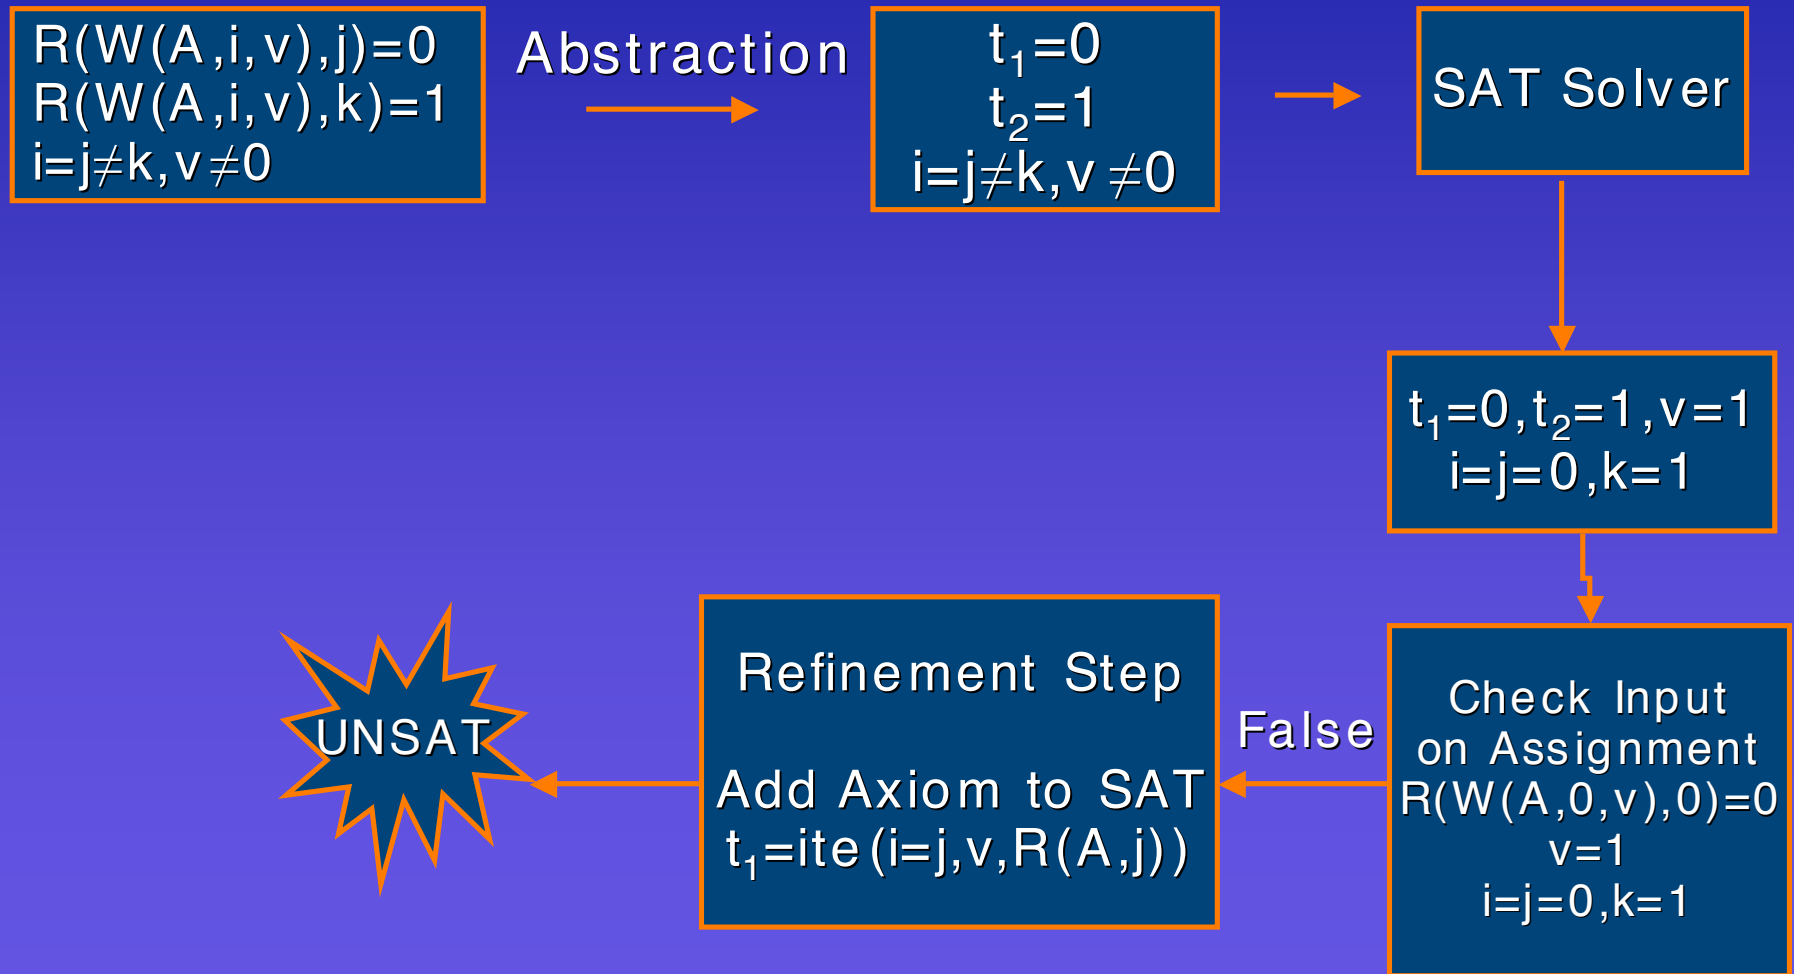 R(W(A,i,v),j)=0
R(W(A,i,v),k)=1
i=j≠k,v≠0
Abstraction
t₁=0
t₂=1
i=j≠k,v≠0
SAT Solver
t₁=0,t₂=1,v=1
i=j=0,k=1
Check Input
on Assignment
R(W(A,0,v),0)=0
v=1
i=j=0,k=1
False
Refinement Step
Add Axiom to SAT
t₁=ite(i=j,v,R(A,j))
UNSAT